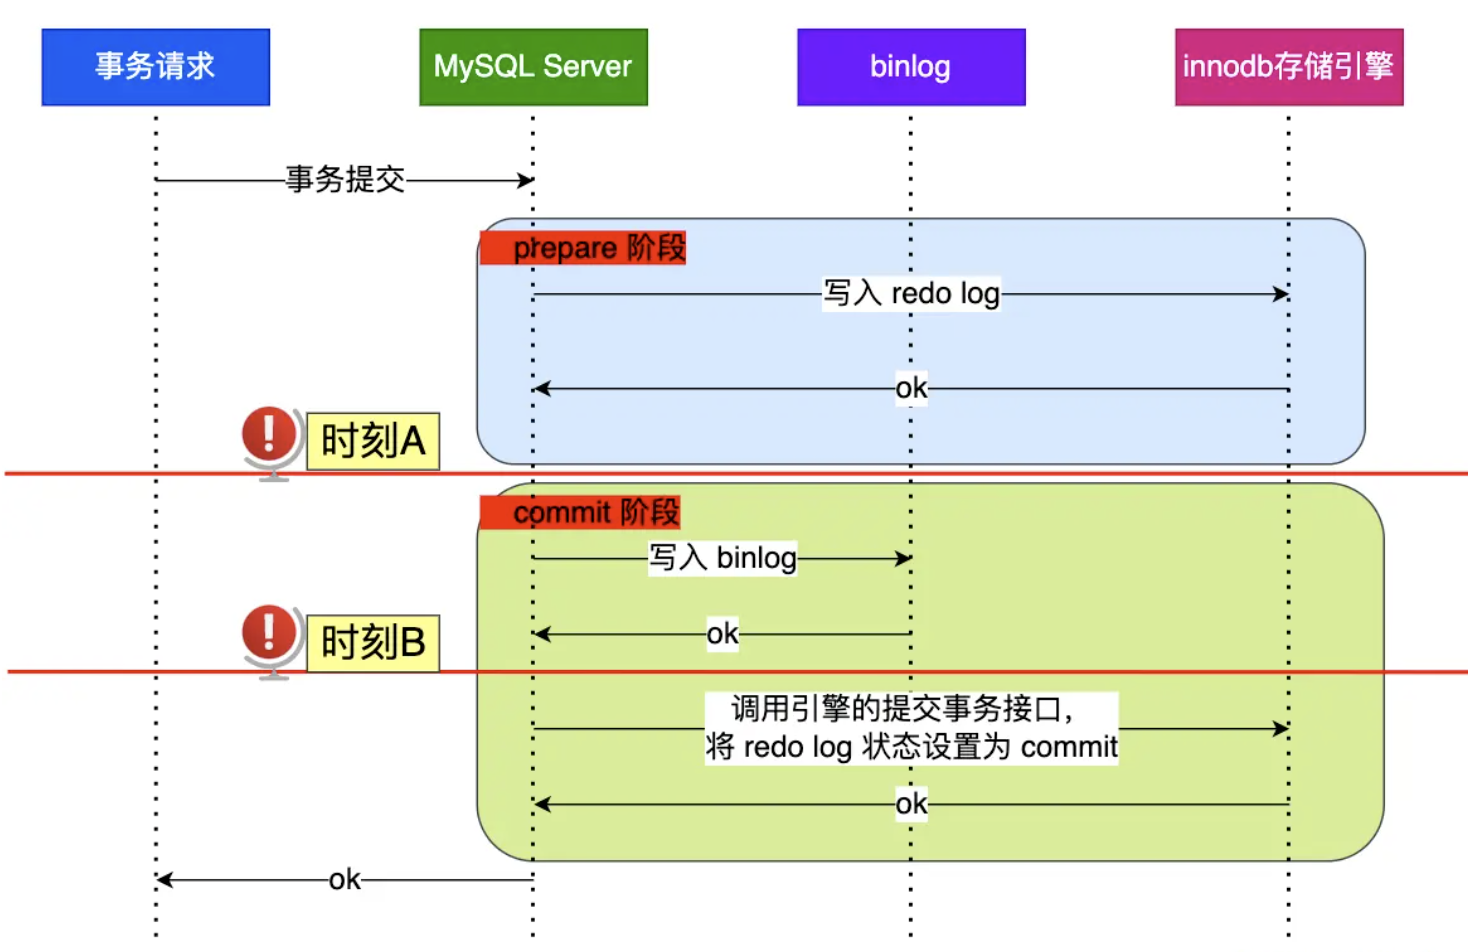 事务请求
MySQL Server
binlog
innodb存储引擎
事务提交
prepare 阶段
写入 redo log
ok
时刻A
commit 阶段
写入 binlog
ok
时刻B
调用引擎的提交事务接口，
将 redo log 状态设置为 commit
ok
ok